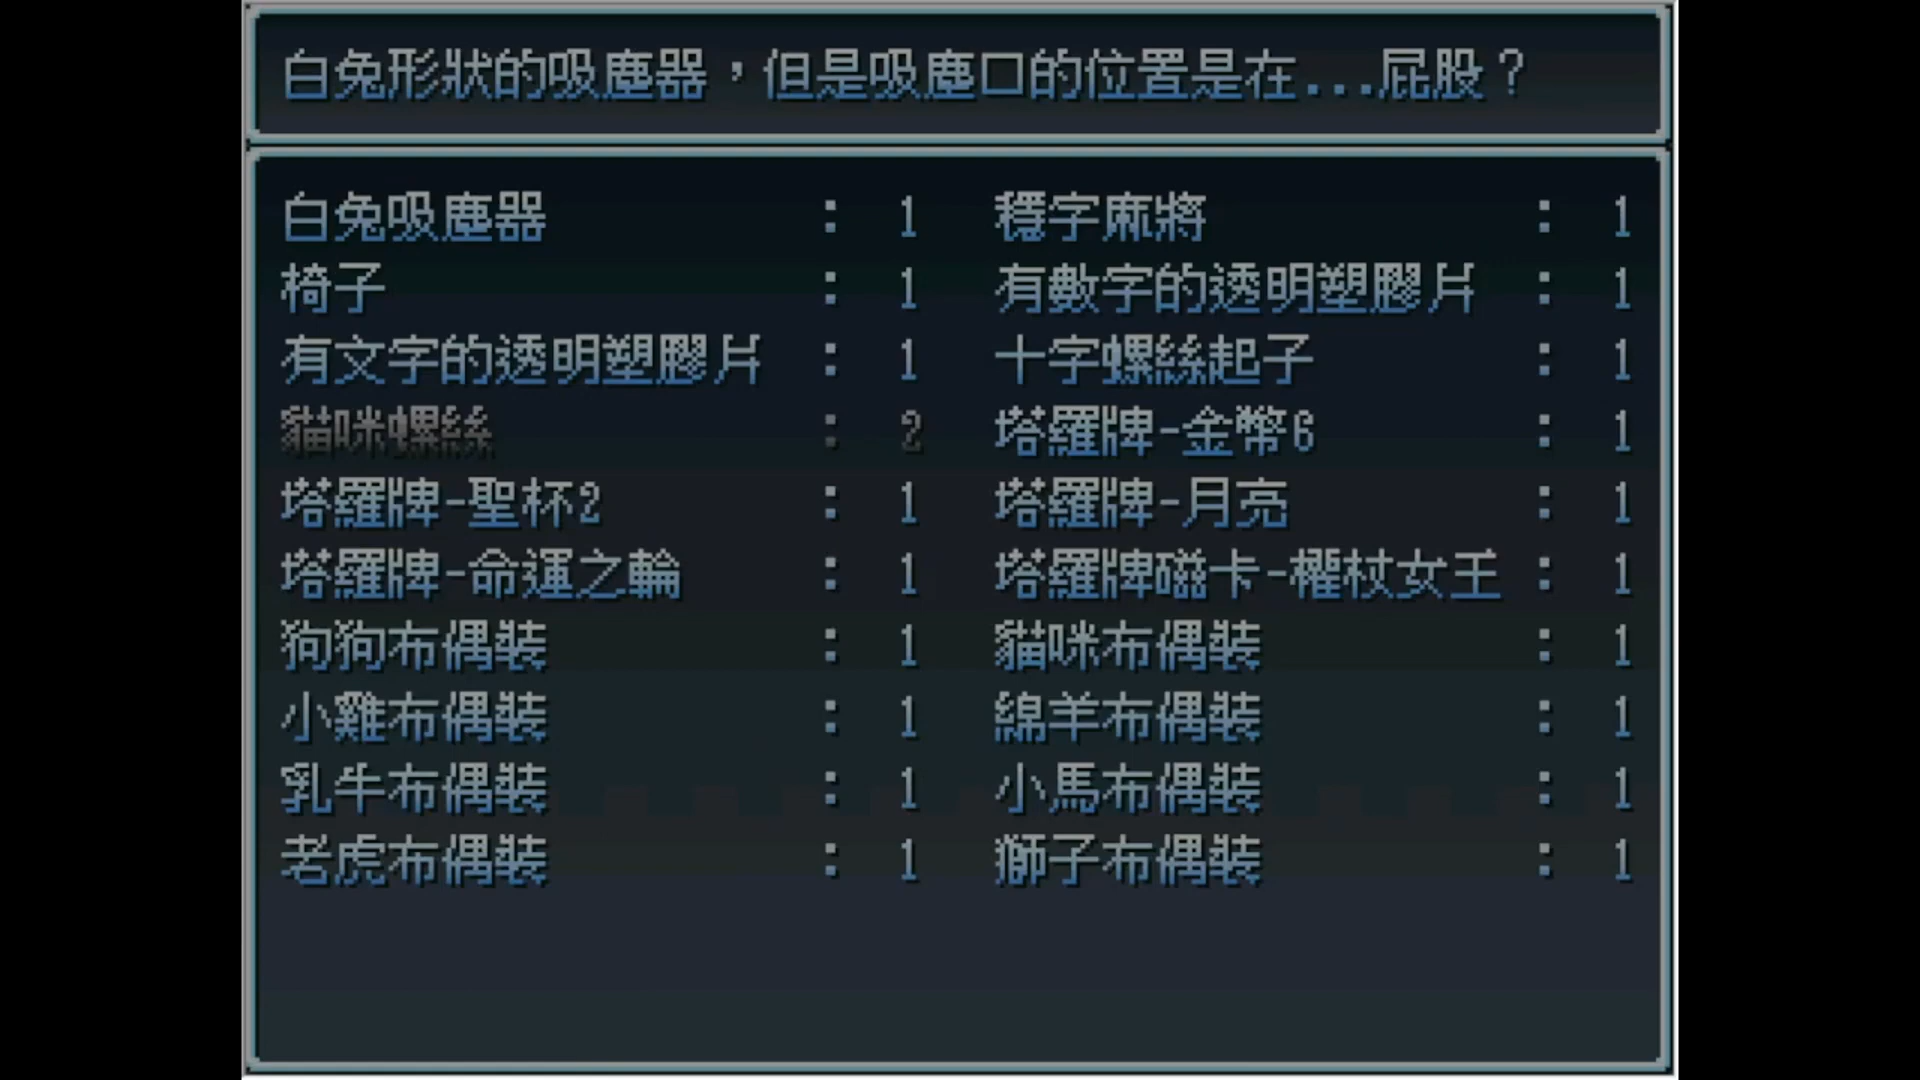 白兔形狀的吸塵器，但是吸塵口的位置是在...屁股？
白兔吸塵器 : 1 穩字麻將 : 1
椅子 : 1 有數字的透明塑膠片 : 1
有文字的透明塑膠片 : 1 十字螺絲起子 : 1
貓咪螺絲 : 2 塔羅牌-金幣6 : 1
塔羅牌-聖杯2 : 1 塔羅牌-月亮 : 1
塔羅牌-命運之輪 : 1 塔羅牌磁卡-權杖女王 : 1
狗狗布偶裝 : 1 貓咪布偶裝 : 1
小雞布偶裝 : 1 綿羊布偶裝 : 1
乳牛布偶裝 : 1 小馬布偶裝 : 1
老虎布偶裝 : 1 獅子布偶裝 : 1